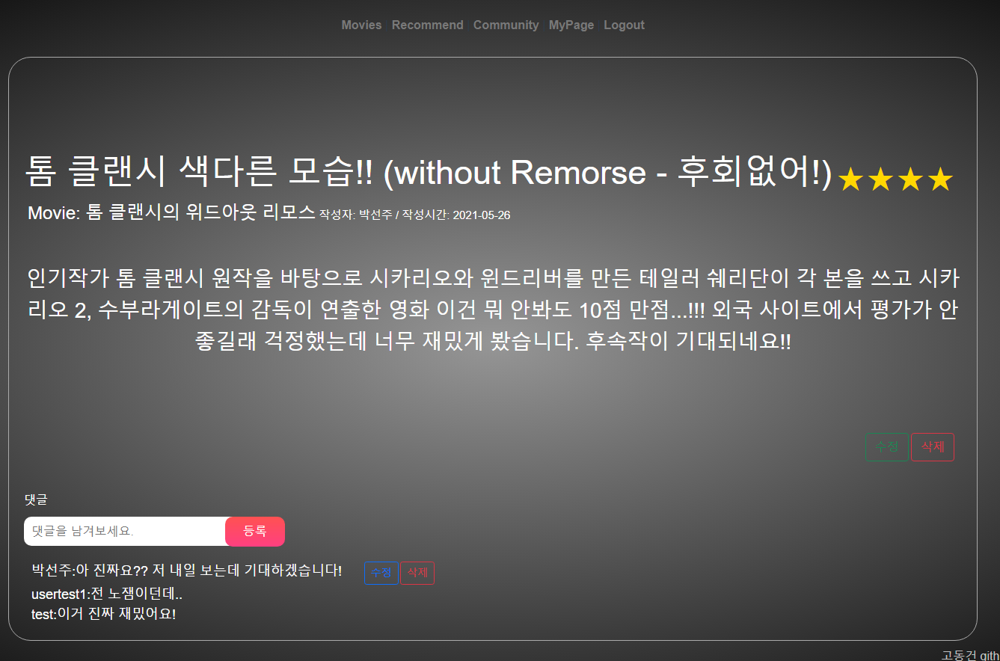 Movies Recommend Community MyPage Logout
톰 클랜시 색다른 모습!! (without Remorse - 후회없어!)★★★★
Movie: 톰 클랜시의 위드아웃 리모스 작성자: 박선주 / 작성시간: 2021-05-26
인기작가 톰 클랜시 원작을 바탕으로 시카리오와 윈드리버를 만든 테일러 쉐리단이 각 본을 쓰고 시카
리오 2, 수부라게이트의 감독이 연출한 영화 이건 뭐 안봐도 10점 만점...!!! 외국 사이트에서 평가가 안
좋길래 걱정했는데 너무 재밌게 봤습니다. 후속작이 기대되네요!!
수정 삭제
댓글
댓글을 남겨보세요. 등록
박선주:아 진짜요?? 저 내일 보는데 기대하겠습니다! 수정 삭제
usertest1:전 노잼이던데..
test:이거 진짜 재밌어요!
고동건 gith